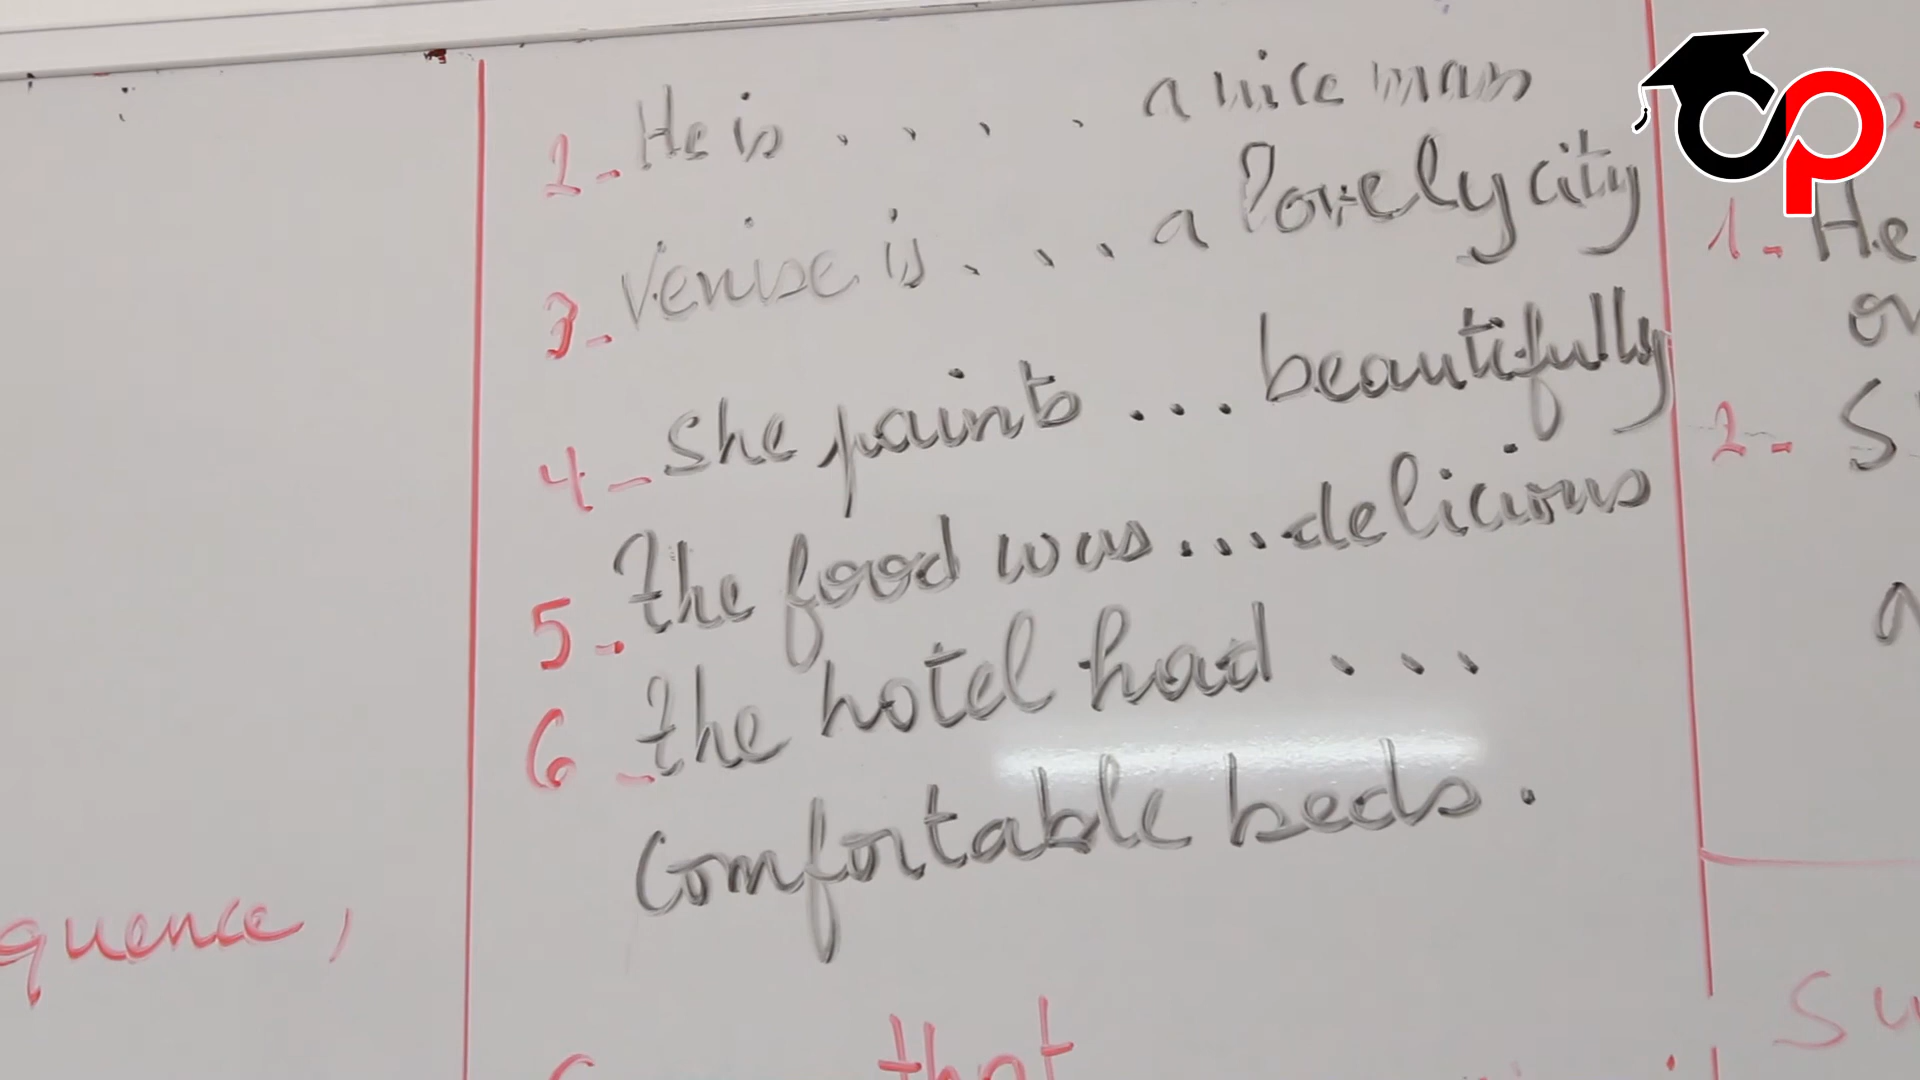 2- He is .... a nice man
3- Venise is .... a lovely city
4- She paints ... beautifully
5- the food was ... delicious
6- the hotel had ...
comfortable beds.
quence,
that
1- He
2- S